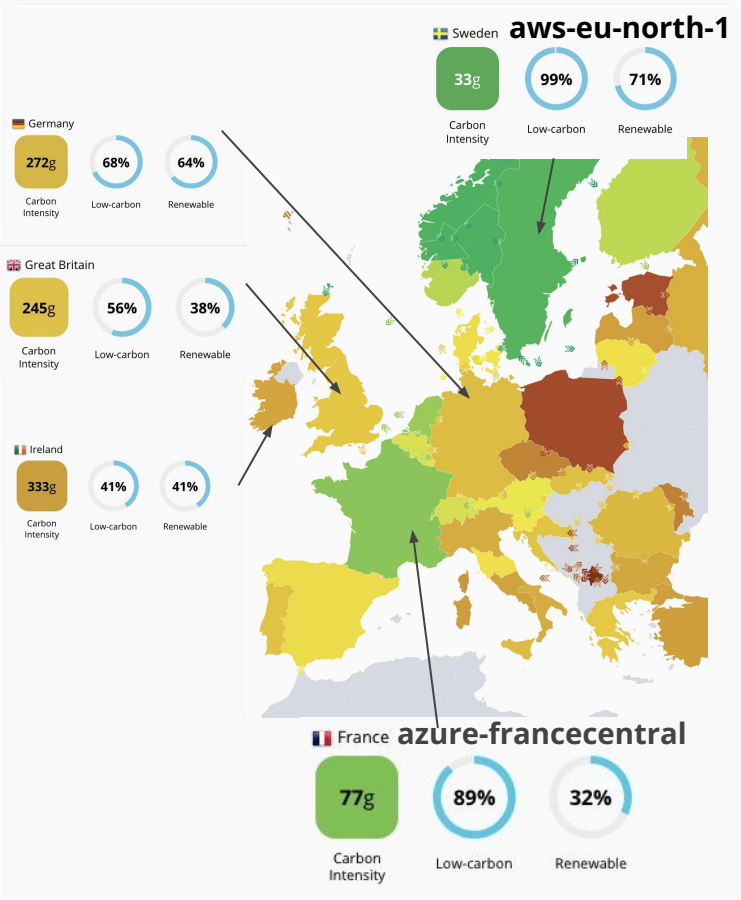 Sweden aws-eu-north-1
33g 99% 71%
Carbon Intensity Low-carbon Renewable
Germany
272g 68% 64%
Carbon Intensity Low-carbon Renewable
Great Britain
245g 56% 38%
Carbon Intensity Low-carbon Renewable
Ireland
333g 41% 41%
Carbon Intensity Low-carbon Renewable
France azure-francecentral
77g 89% 32%
Carbon Intensity Low-carbon Renewable